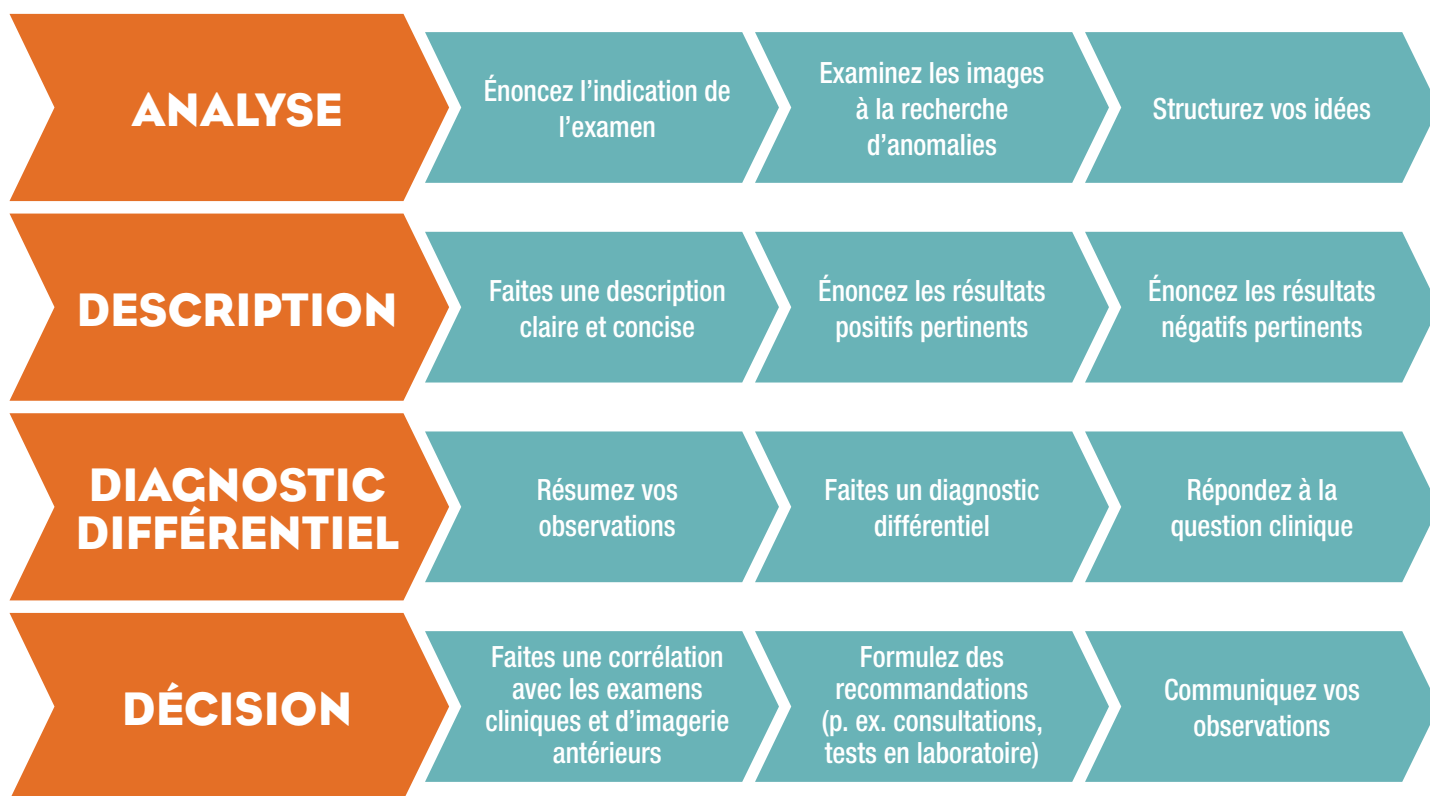 ANALYSE
Énoncez l’indication de
l’examen
Examinez les images
à la recherche
d’anomalies
Structurez vos idées
DESCRIPTION
Faites une description
claire et concise
Énoncez les résultats
positifs pertinents
Énoncez les résultats
négatifs pertinents
DIAGNOSTIC
DIFFÉRENTIEL
Résumez vos
observations
Faites un diagnostic
différentiel
Répondez à la
question clinique
DÉCISION
Faites une corrélation
avec les examens
cliniques et d’imagerie
antérieurs
Formulez des
recommandations
(p. ex. consultations,
tests en laboratoire)
Communiquez vos
observations